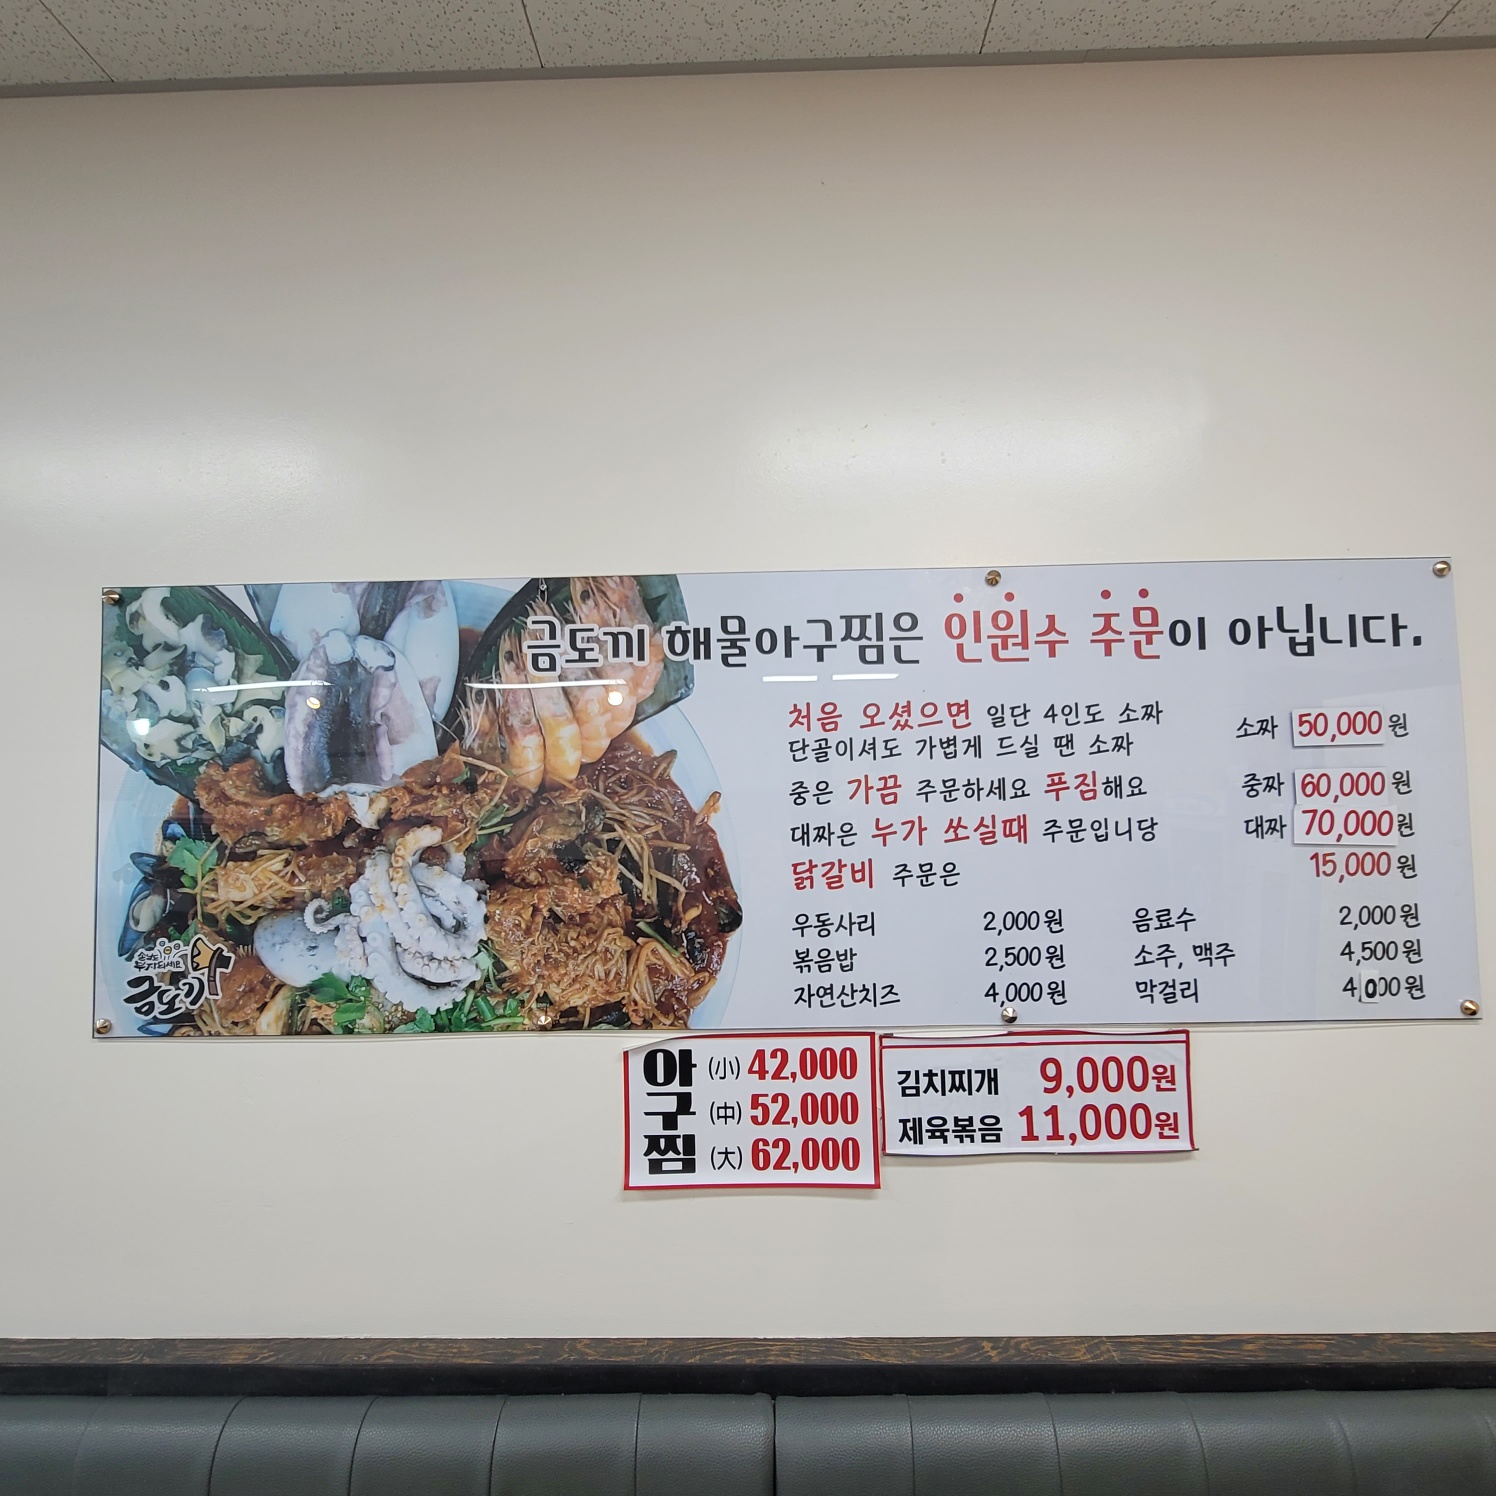 금도끼 해물아구찜은 인원수 주문이 아닙니다.
처음 오셨으면 일단 4인도 소짜
단골이셔도 가볍게 드실 땐 소짜
소짜 50,000원
중은 가끔 주문하세요 푸짐해요
중짜 60,000원
대짜은 누가 쏘실때 주문입니당
대짜 70,000원
닭갈비 주문은 15,000원
우동사리 2,000원 음료수 2,000원
볶음밥 2,500원 소주, 맥주 4,500원
자연산치즈 4,000원 막걸리 4,000원
부자되세요
금도끼
아구찜
(小) 42,000
(中) 52,000
(大) 62,000
김치찌개 9,000원
제육볶음 11,000원